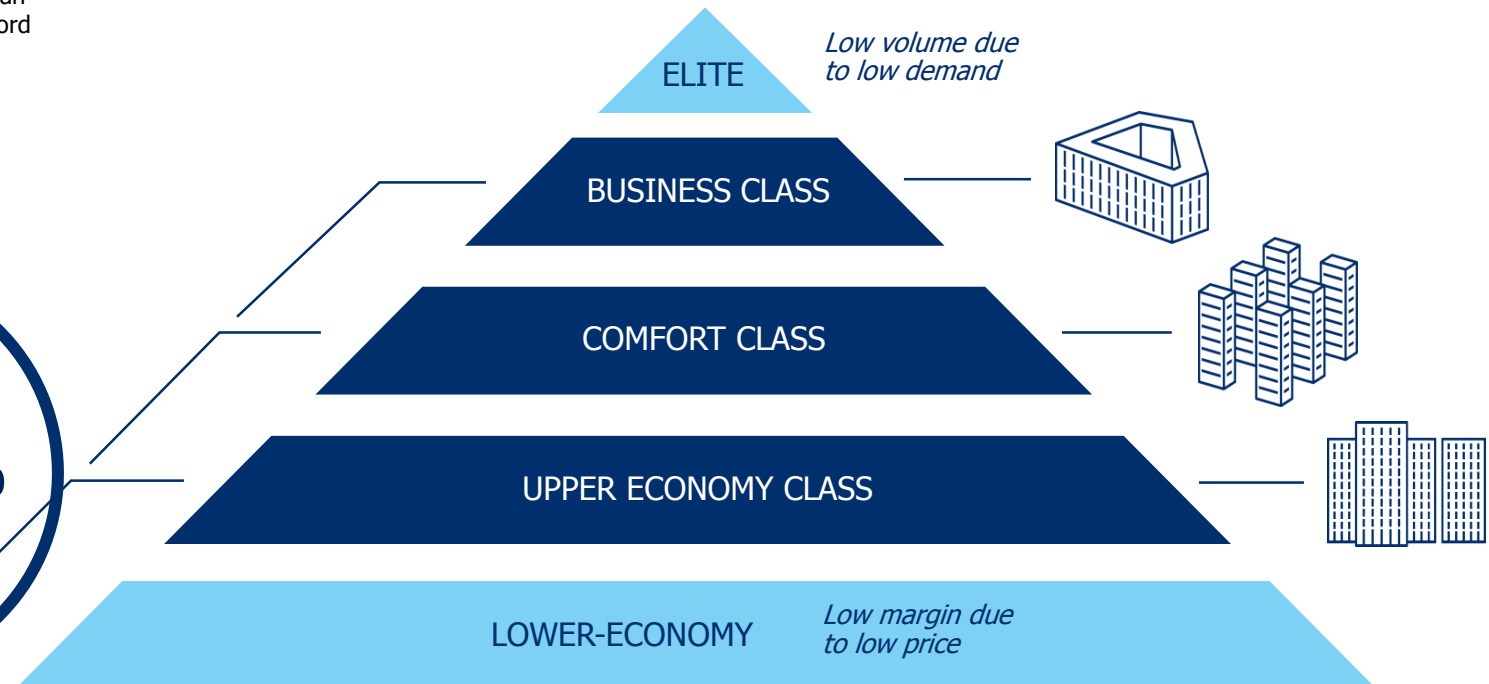 ord
ELITE
Low volume due
to low demand
BUSINESS CLASS
COMFORT CLASS
UPPER ECONOMY CLASS
LOWER-ECONOMY
Low margin due
to low price